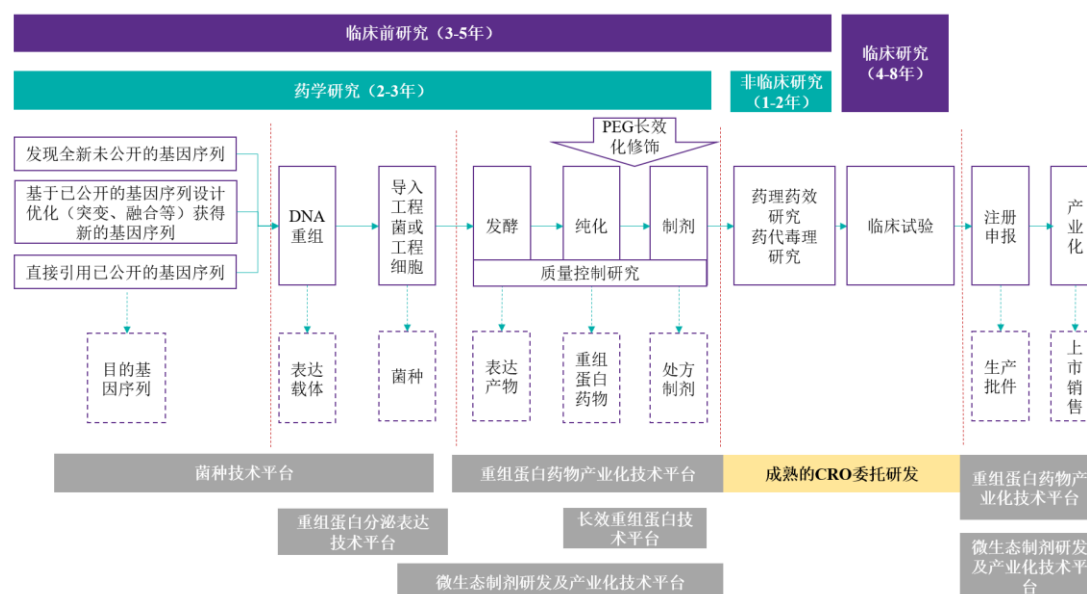 临床前研究（3-5年）
临床研究
（4-8年）
药学研究（2-3年）
非临床研究
（1-2年）
PEG长效
化修饰
发现全新未公开的基因序列
基于已公开的基因序列设计
优化（突变、融合等）获得
新的基因序列
直接引用已公开的基因序列
DNA
重组
导入
工程
菌或
工程
细胞
发酵
纯化
制剂
质量控制研究
药理药效
研究
药代毒理
研究
临床试验
注册
申报
产
业
化
目的基
因序列
表达
载体
菌种
表达
产物
重组
蛋白
药物
处方
制剂
生产
批件
上
市
销
售
菌种技术平台
重组蛋白药物产业化技术平台
成熟的CRO委托研发
重组蛋白药物产
业化技术平台
重组蛋白分泌表达
技术平台
长效重组蛋白技
术平台
微生态制剂研发及产业化技术平台
微生态制剂研发
及产业化技术平
台